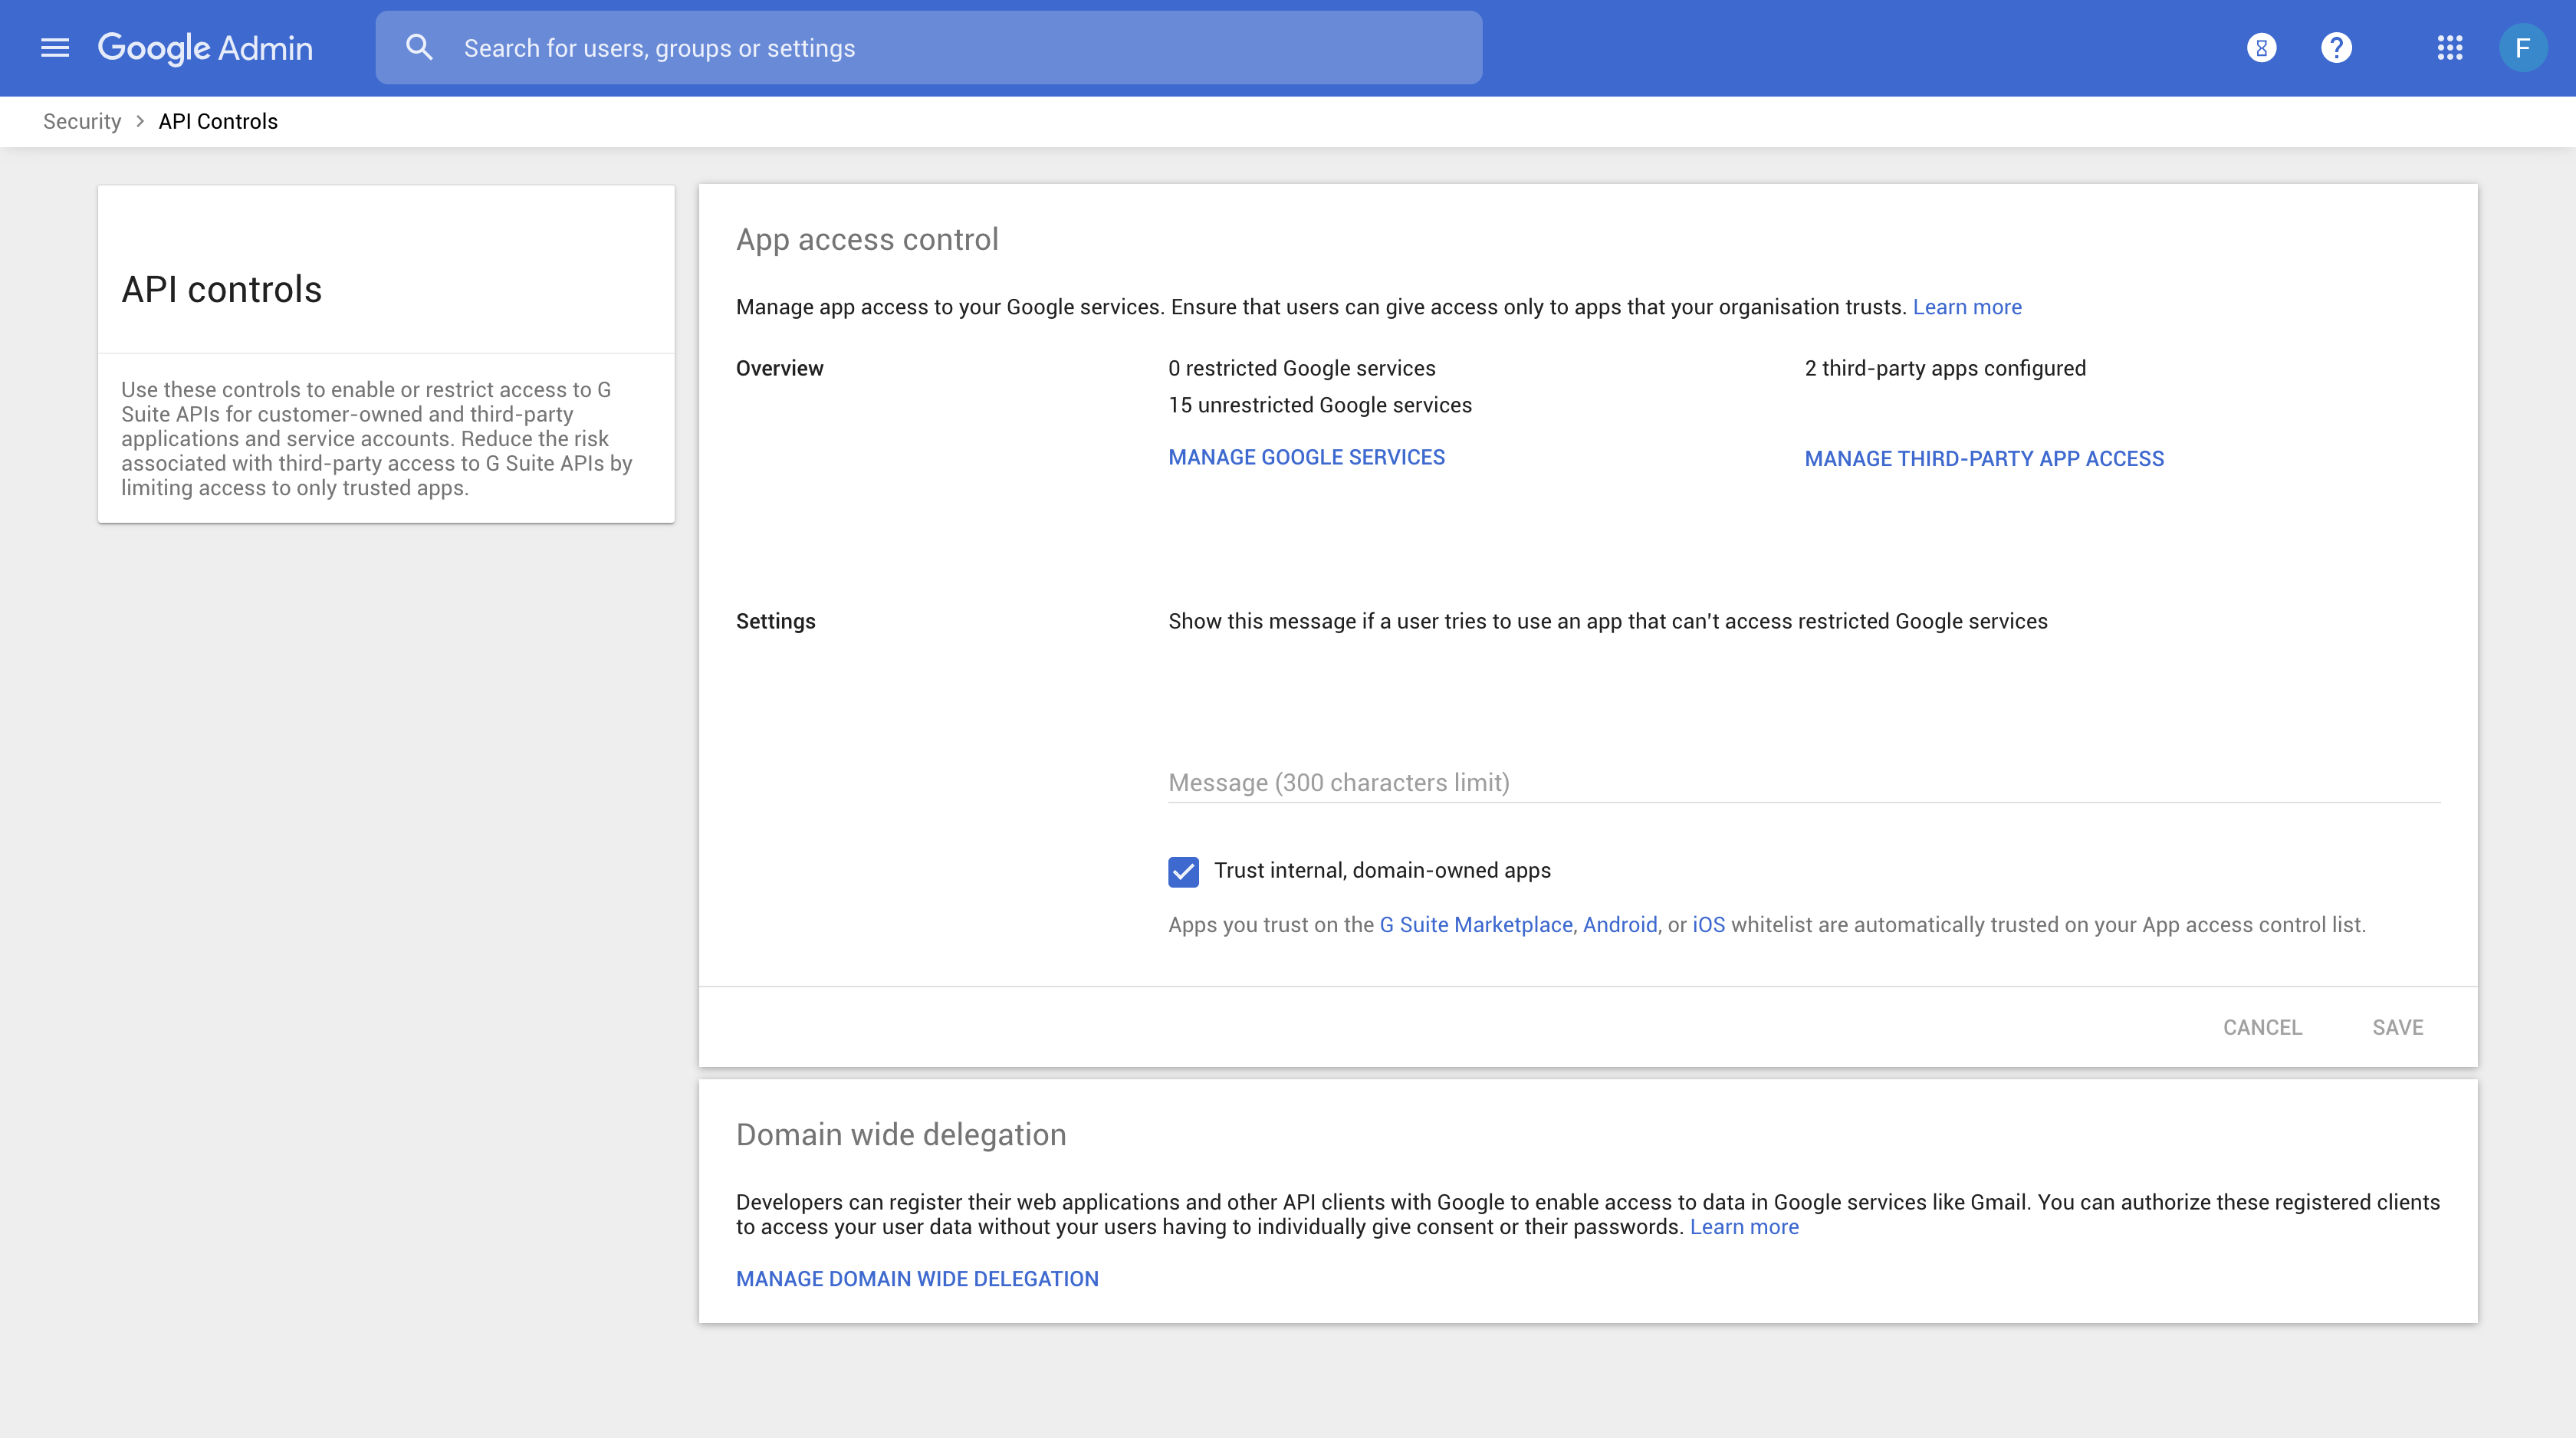 Google Admin
Search for users, groups or settings
F
Security > API Controls
API controls
Use these controls to enable or restrict access to G
Suite APIs for customer-owned and third-party
applications and service accounts. Reduce the risk
associated with third-party access to G Suite APIs by
limiting access to only trusted apps.
App access control
Manage app access to your Google services. Ensure that users can give access only to apps that your organisation trusts. Learn more
Overview
0 restricted Google services
15 unrestricted Google services
MANAGE GOOGLE SERVICES
2 third-party apps configured
MANAGE THIRD-PARTY APP ACCESS
Settings
Show this message if a user tries to use an app that can't access restricted Google services
Message (300 characters limit)
Trust internal, domain-owned apps
Apps you trust on the G Suite Marketplace, Android, or iOS whitelist are automatically trusted on your App access control list.
CANCEL
SAVE
Domain wide delegation
Developers can register their web applications and other API clients with Google to enable access to data in Google services like Gmail. You can authorize these registered clients
to access your user data without your users having to individually give consent or their passwords. Learn more
MANAGE DOMAIN WIDE DELEGATION